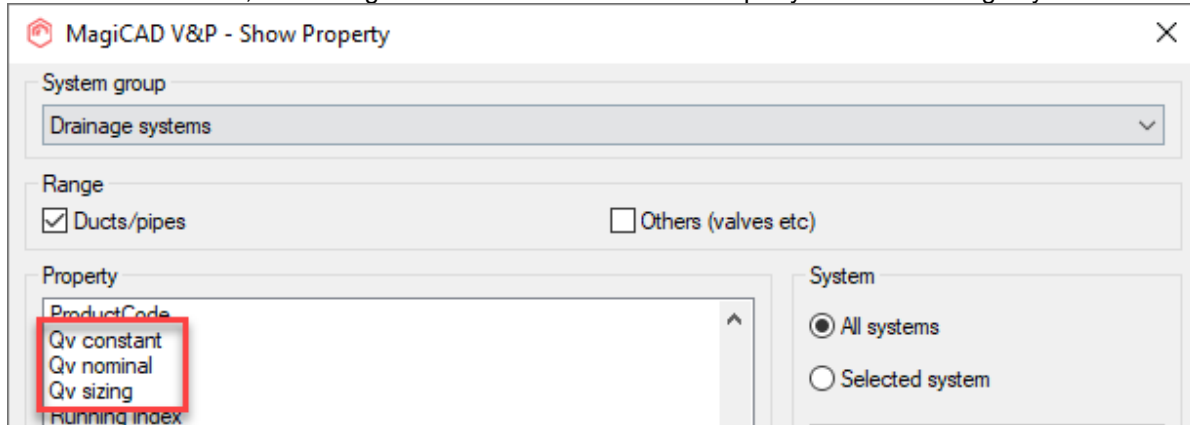 MagiCAD V&P - Show Property
System group
Drainage systems
Range
Ducts/pipes
Others (valves etc)
Property
ProductCode
Qv constant
Qv nominal
Qv sizing
Running index
System
All systems
Selected system